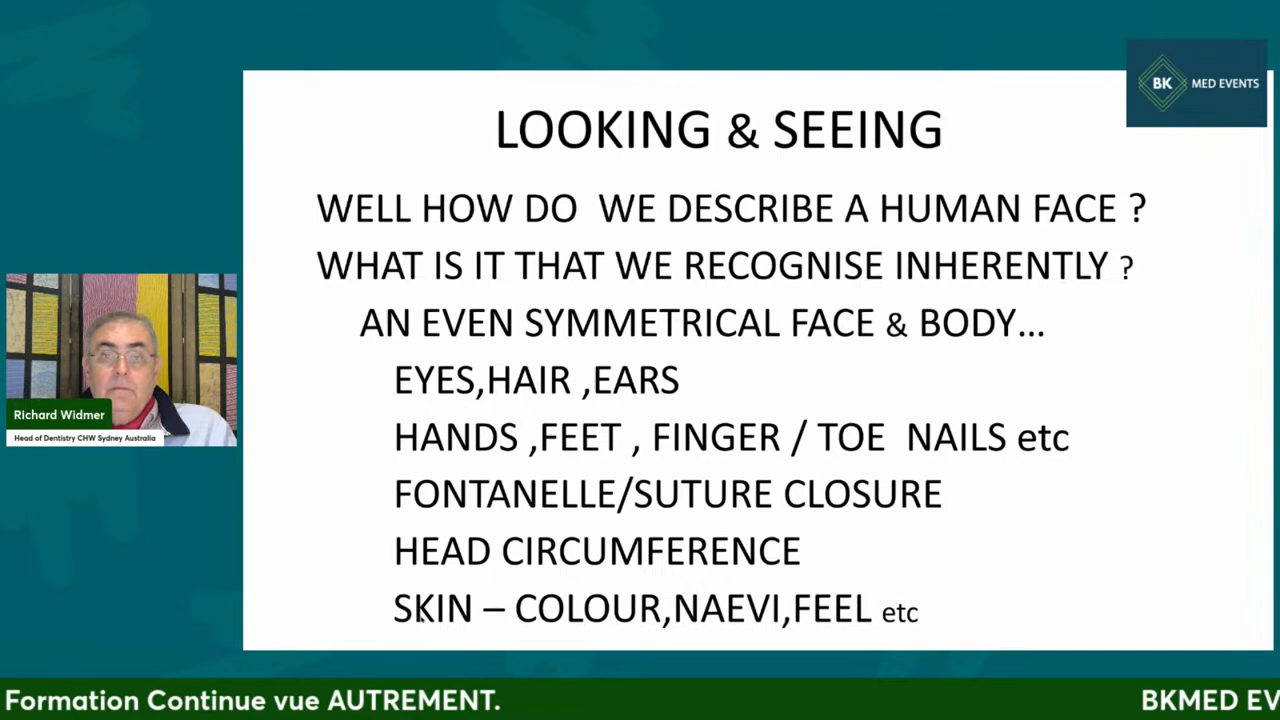 BK MED EVENTS
LOOKING & SEEING
WELL HOW DO WE DESCRIBE A HUMAN FACE ?
WHAT IS IT THAT WE RECOGNISE INHERENTLY ?
AN EVEN SYMMETRICAL FACE & BODY...
EYES,HAIR ,EARS
HANDS ,FEET , FINGER / TOE NAILS etc
FONTANELLE/SUTURE CLOSURE
HEAD CIRCUMFERENCE
SKIN – COLOUR,NAEVI,FEEL etc
Richard Widmer
Head of Dentistry CHW Sydney Australia
Formation Continue vue AUTREMENT.
BKMED EV